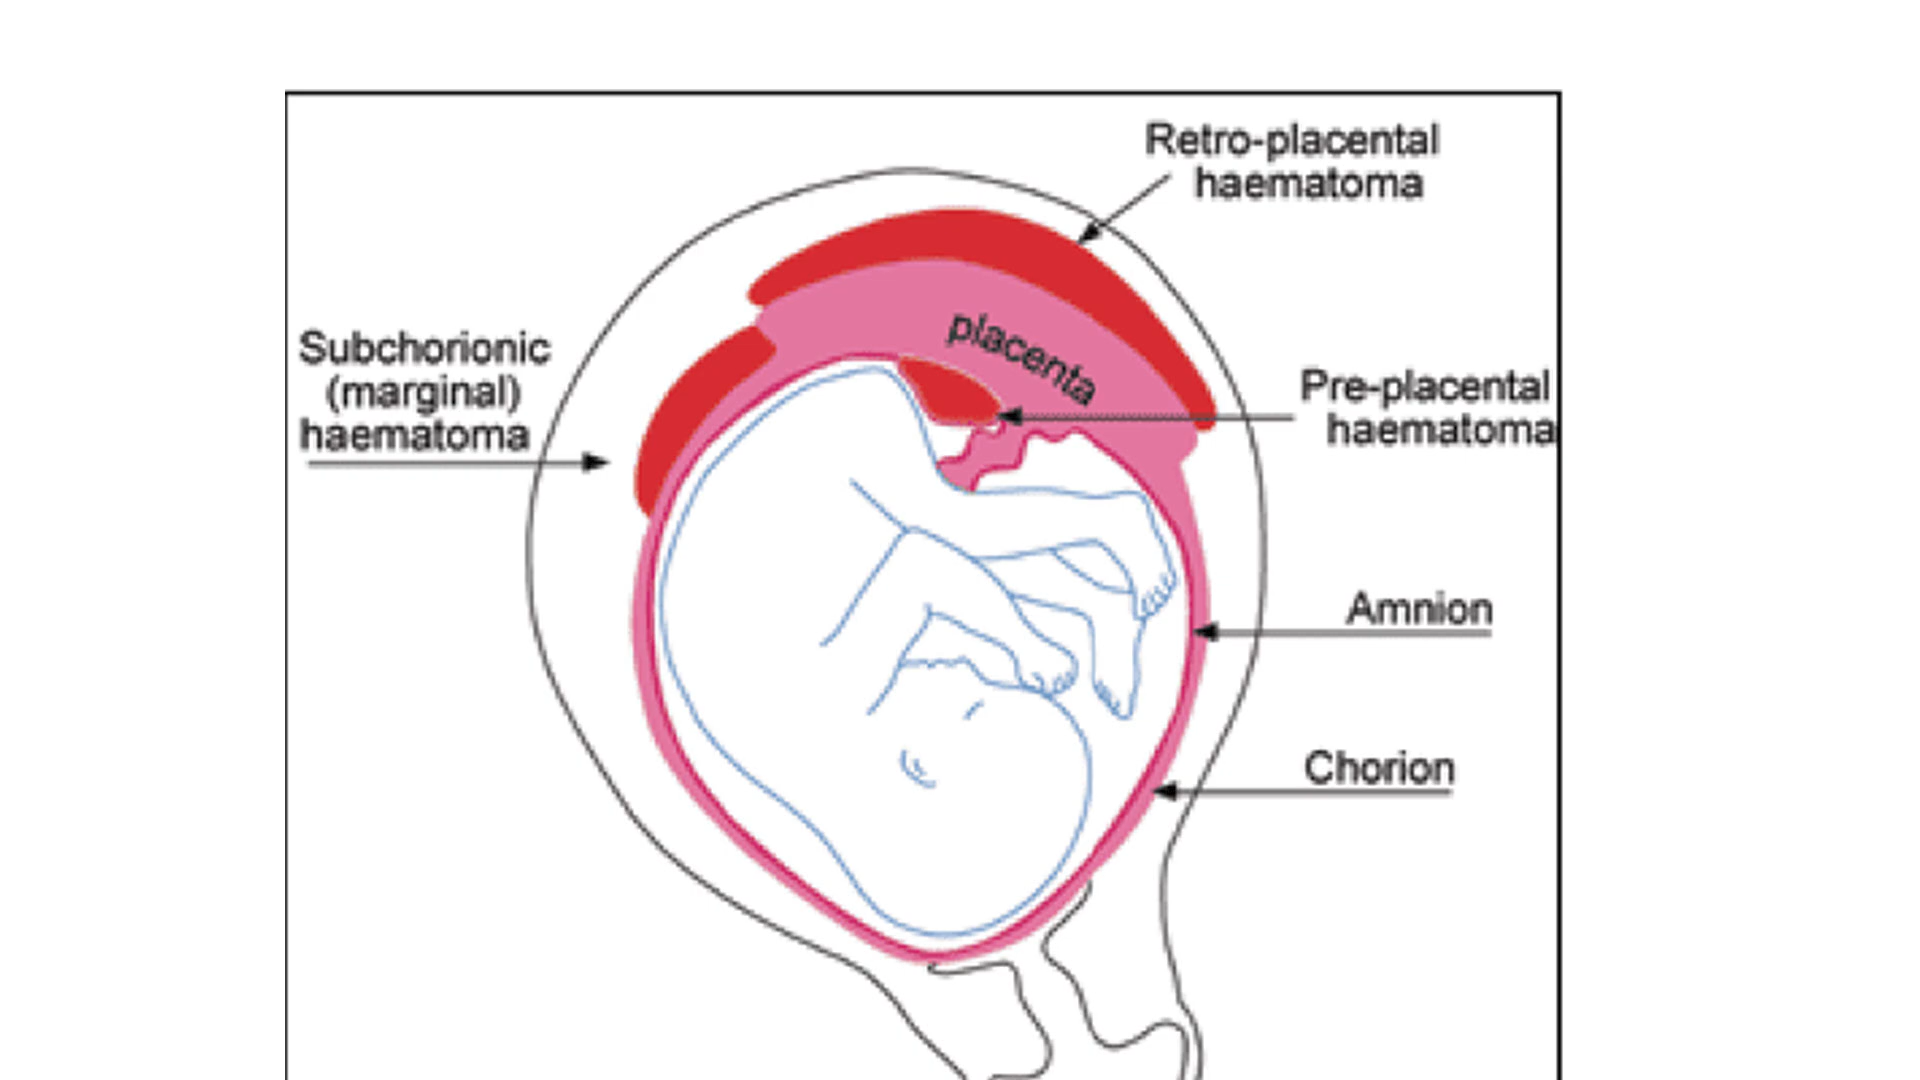 Retro-placental
haematoma
Subchorionic
(marginal)
haematoma
placenta
Pre-placental
haematoma
Amnion
Chorion